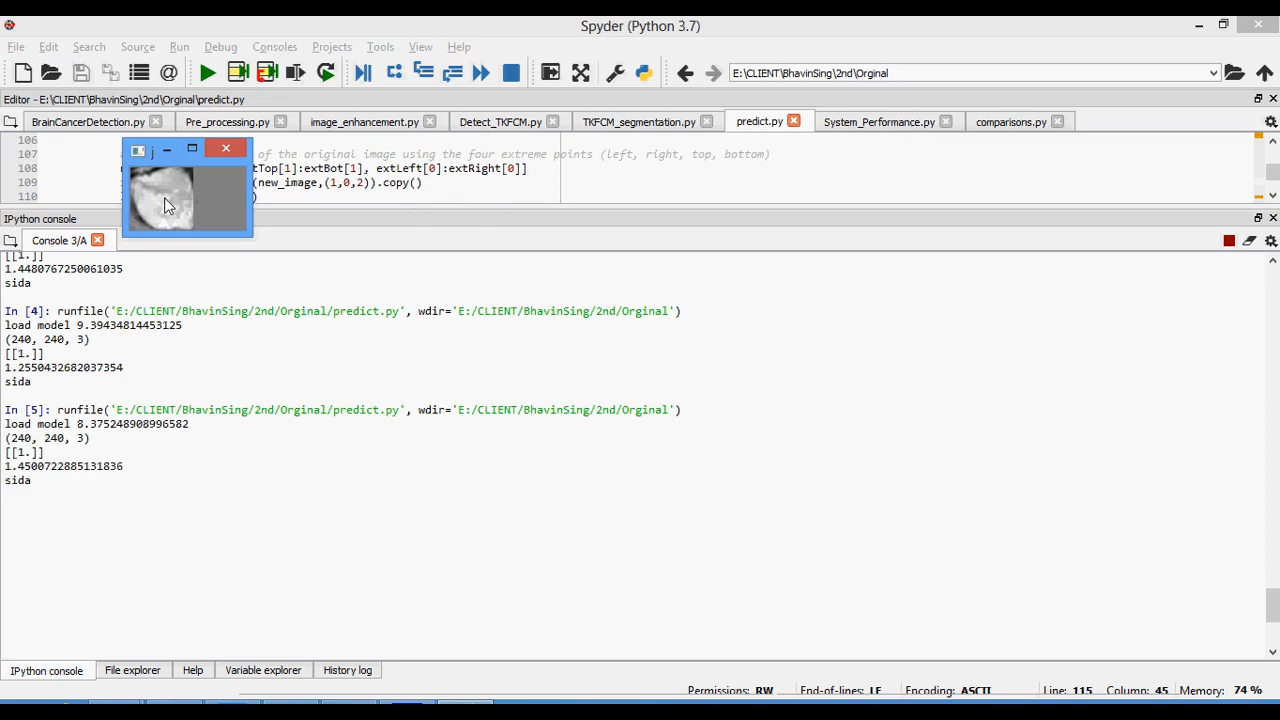 Spyder (Python 3.7)
File Edit Search Source Run Debug Consoles Projects Tools View Help
E:\CLIENT\BhavinSing\2nd\Orginal
Editor - E:\CLIENT\BhavinSing\2nd\Orginal\predict.py
BrainCancerDetection.py Pre_processing.py image_enhancement.py Detect_TKFCM.py TKFCM_segmentation.py predict.py System_Performance.py comparisons.py
106
107 of the original image using the four extreme points (left, right, top, bottom)
108 tTop[1]:extBot[1], extLeft[0]:extRight[0]]
109 (new_image,(1,0,2)).copy()
110 )
j
IPython console
Console 3/A
[[1.]]
1.4480767250061035
sida
In [4]: runfile('E:/CLIENT/BhavinSing/2nd/Orginal/predict.py', wdir='E:/CLIENT/BhavinSing/2nd/Orginal')
load model 9.39434814453125
(240, 240, 3)
[[1.]]
1.2550432682037354
sida
In [5]: runfile('E:/CLIENT/BhavinSing/2nd/Orginal/predict.py', wdir='E:/CLIENT/BhavinSing/2nd/Orginal')
load model 8.375248908996582
(240, 240, 3)
[[1.]]
1.4500722885131836
sida
IPython console File explorer Help Variable explorer History log
Permissions: RW End-of-lines: LF Encoding: ASCII Line: 115 Column: 45 Memory: 74 %